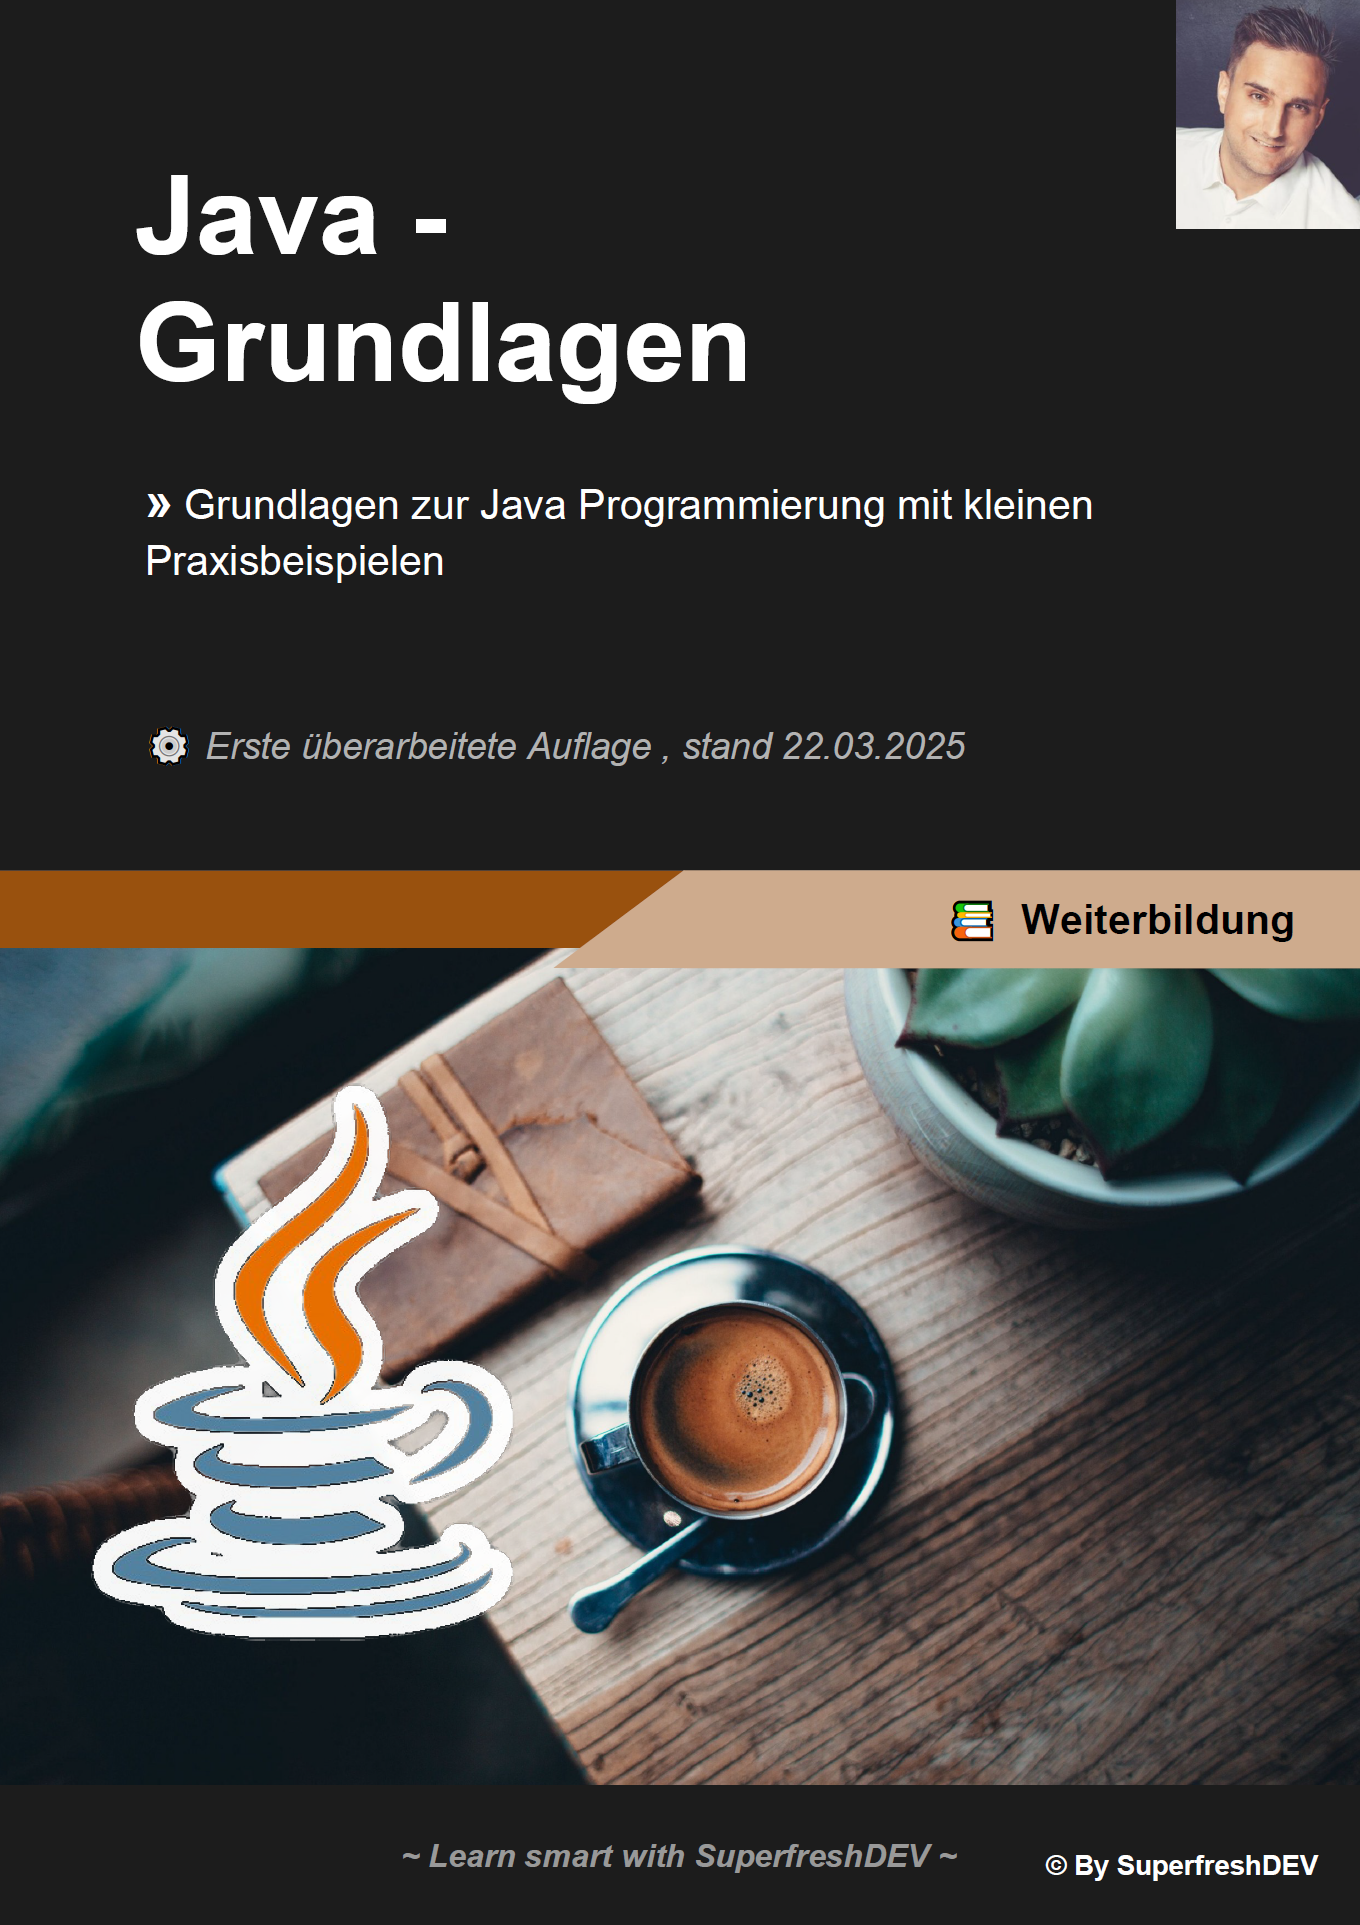 Java -
Grundlagen
» Grundlagen zur Java Programmierung mit kleinen
Praxisbeispielen
Erste überarbeitete Auflage , stand 22.03.2025
Weiterbildung
~ Learn smart with SuperfreshDEV ~
© By SuperfreshDEV